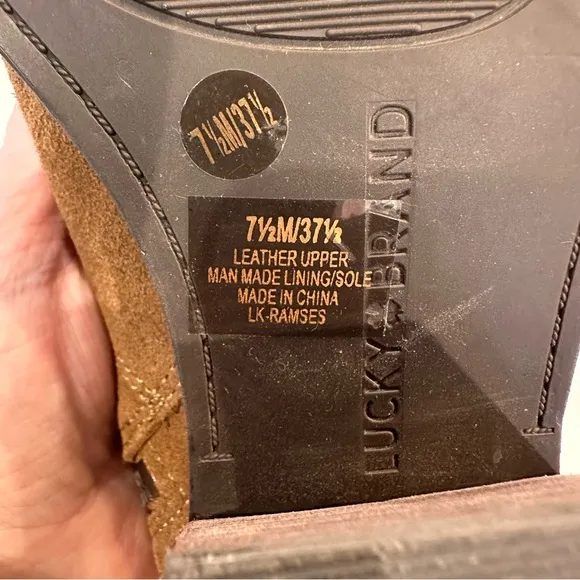 7½M/37½
7½M/37½
LEATHER UPPER
MAN MADE LINING/SOLE
MADE IN CHINA
LK-RAMSES
LUCKY BRAND